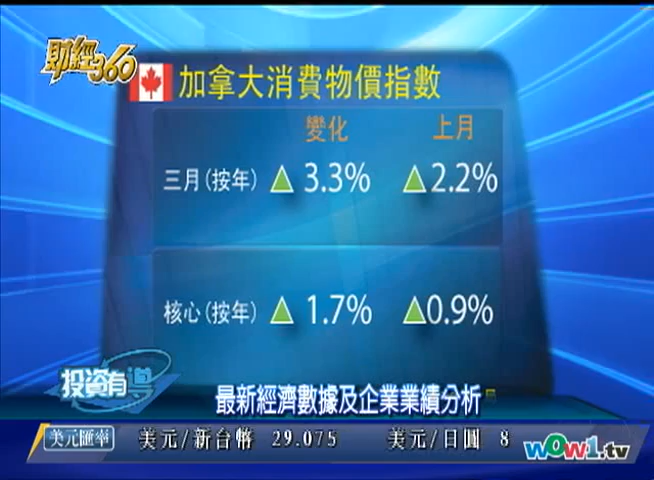 財經360
加拿大消費物價指數
變化 上月
三月(按年) 3.3% 2.2%
核心(按年) 1.7% 0.9%
投資有導
最新經濟數據及企業業績分析
美元匯率 美元/新台幣 29.075 美元/日圓 8
wow1.tv